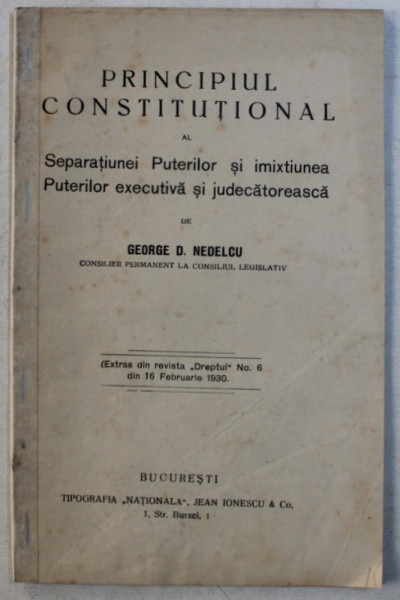 PRINCIPIUL
CONSTITUȚIONAL
AL
Separațiunei Puterilor și imixtiunea
Puterilor executivă și judecătorească
DE
GEORGE D. NEDELCU
CONSILIER PERMANENT LA CONSILIUL LEGISLATIV
(Extras din revista „Dreptul" No. 6
din 16 Februarie 1930.
BUCUREȘTI
TIPOGRAFIA „NAȚIONALA", JEAN IONESCU & Co.
1, Str. Bursei, 1